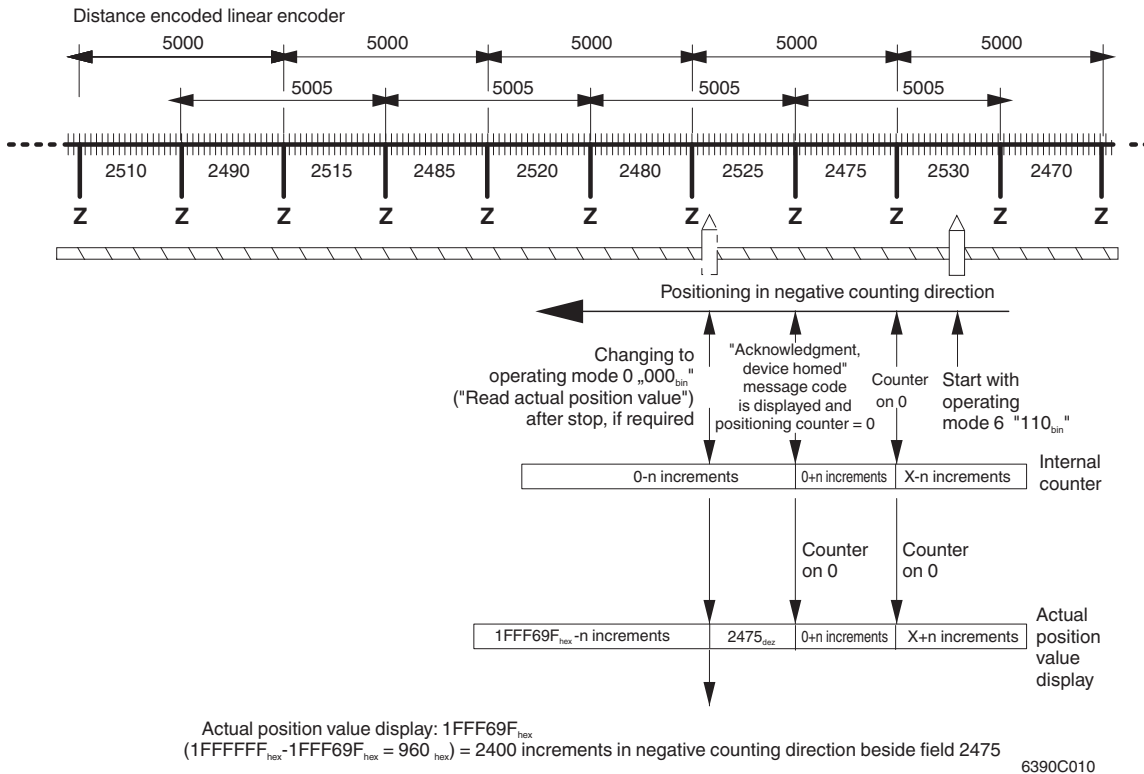 Distance encoded linear encoder
5000 5000 5000 5000 5000
5005 5005 5005 5005
2510 2490 2515 2485 2520 2480 2525 2475 2530 2470
Z Z Z Z Z Z Z Z Z Z Z
Positioning in negative counting direction
Changing to
operating mode 0 „000bin"
("Read actual position value")
after stop, if required
"Acknowledgment,
device homed"
message code
is displayed and
positioning counter = 0
Counter
on 0
Start with
operating
mode 6 "110bin"
0-n increments 0+n increments X-n increments
Internal
counter
Counter
on 0
Counter
on 0
1FFF69Fhex-n increments 2475dez 0+n increments X+n increments
Actual
position
value
display
Actual position value display: 1FFF69Fhex
(1FFFFFFhex-1FFF69Fhex = 960 hex) = 2400 increments in negative counting direction beside field 2475
6390C010